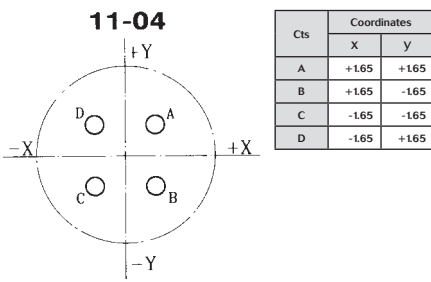 11-04
+Y
D
A
-X
+X
C
B
-Y
Cts Coordinates
x y
A +1.65 +1.65
B +1.65 -1.65
C -1.65 -1.65
D -1.65 +1.65